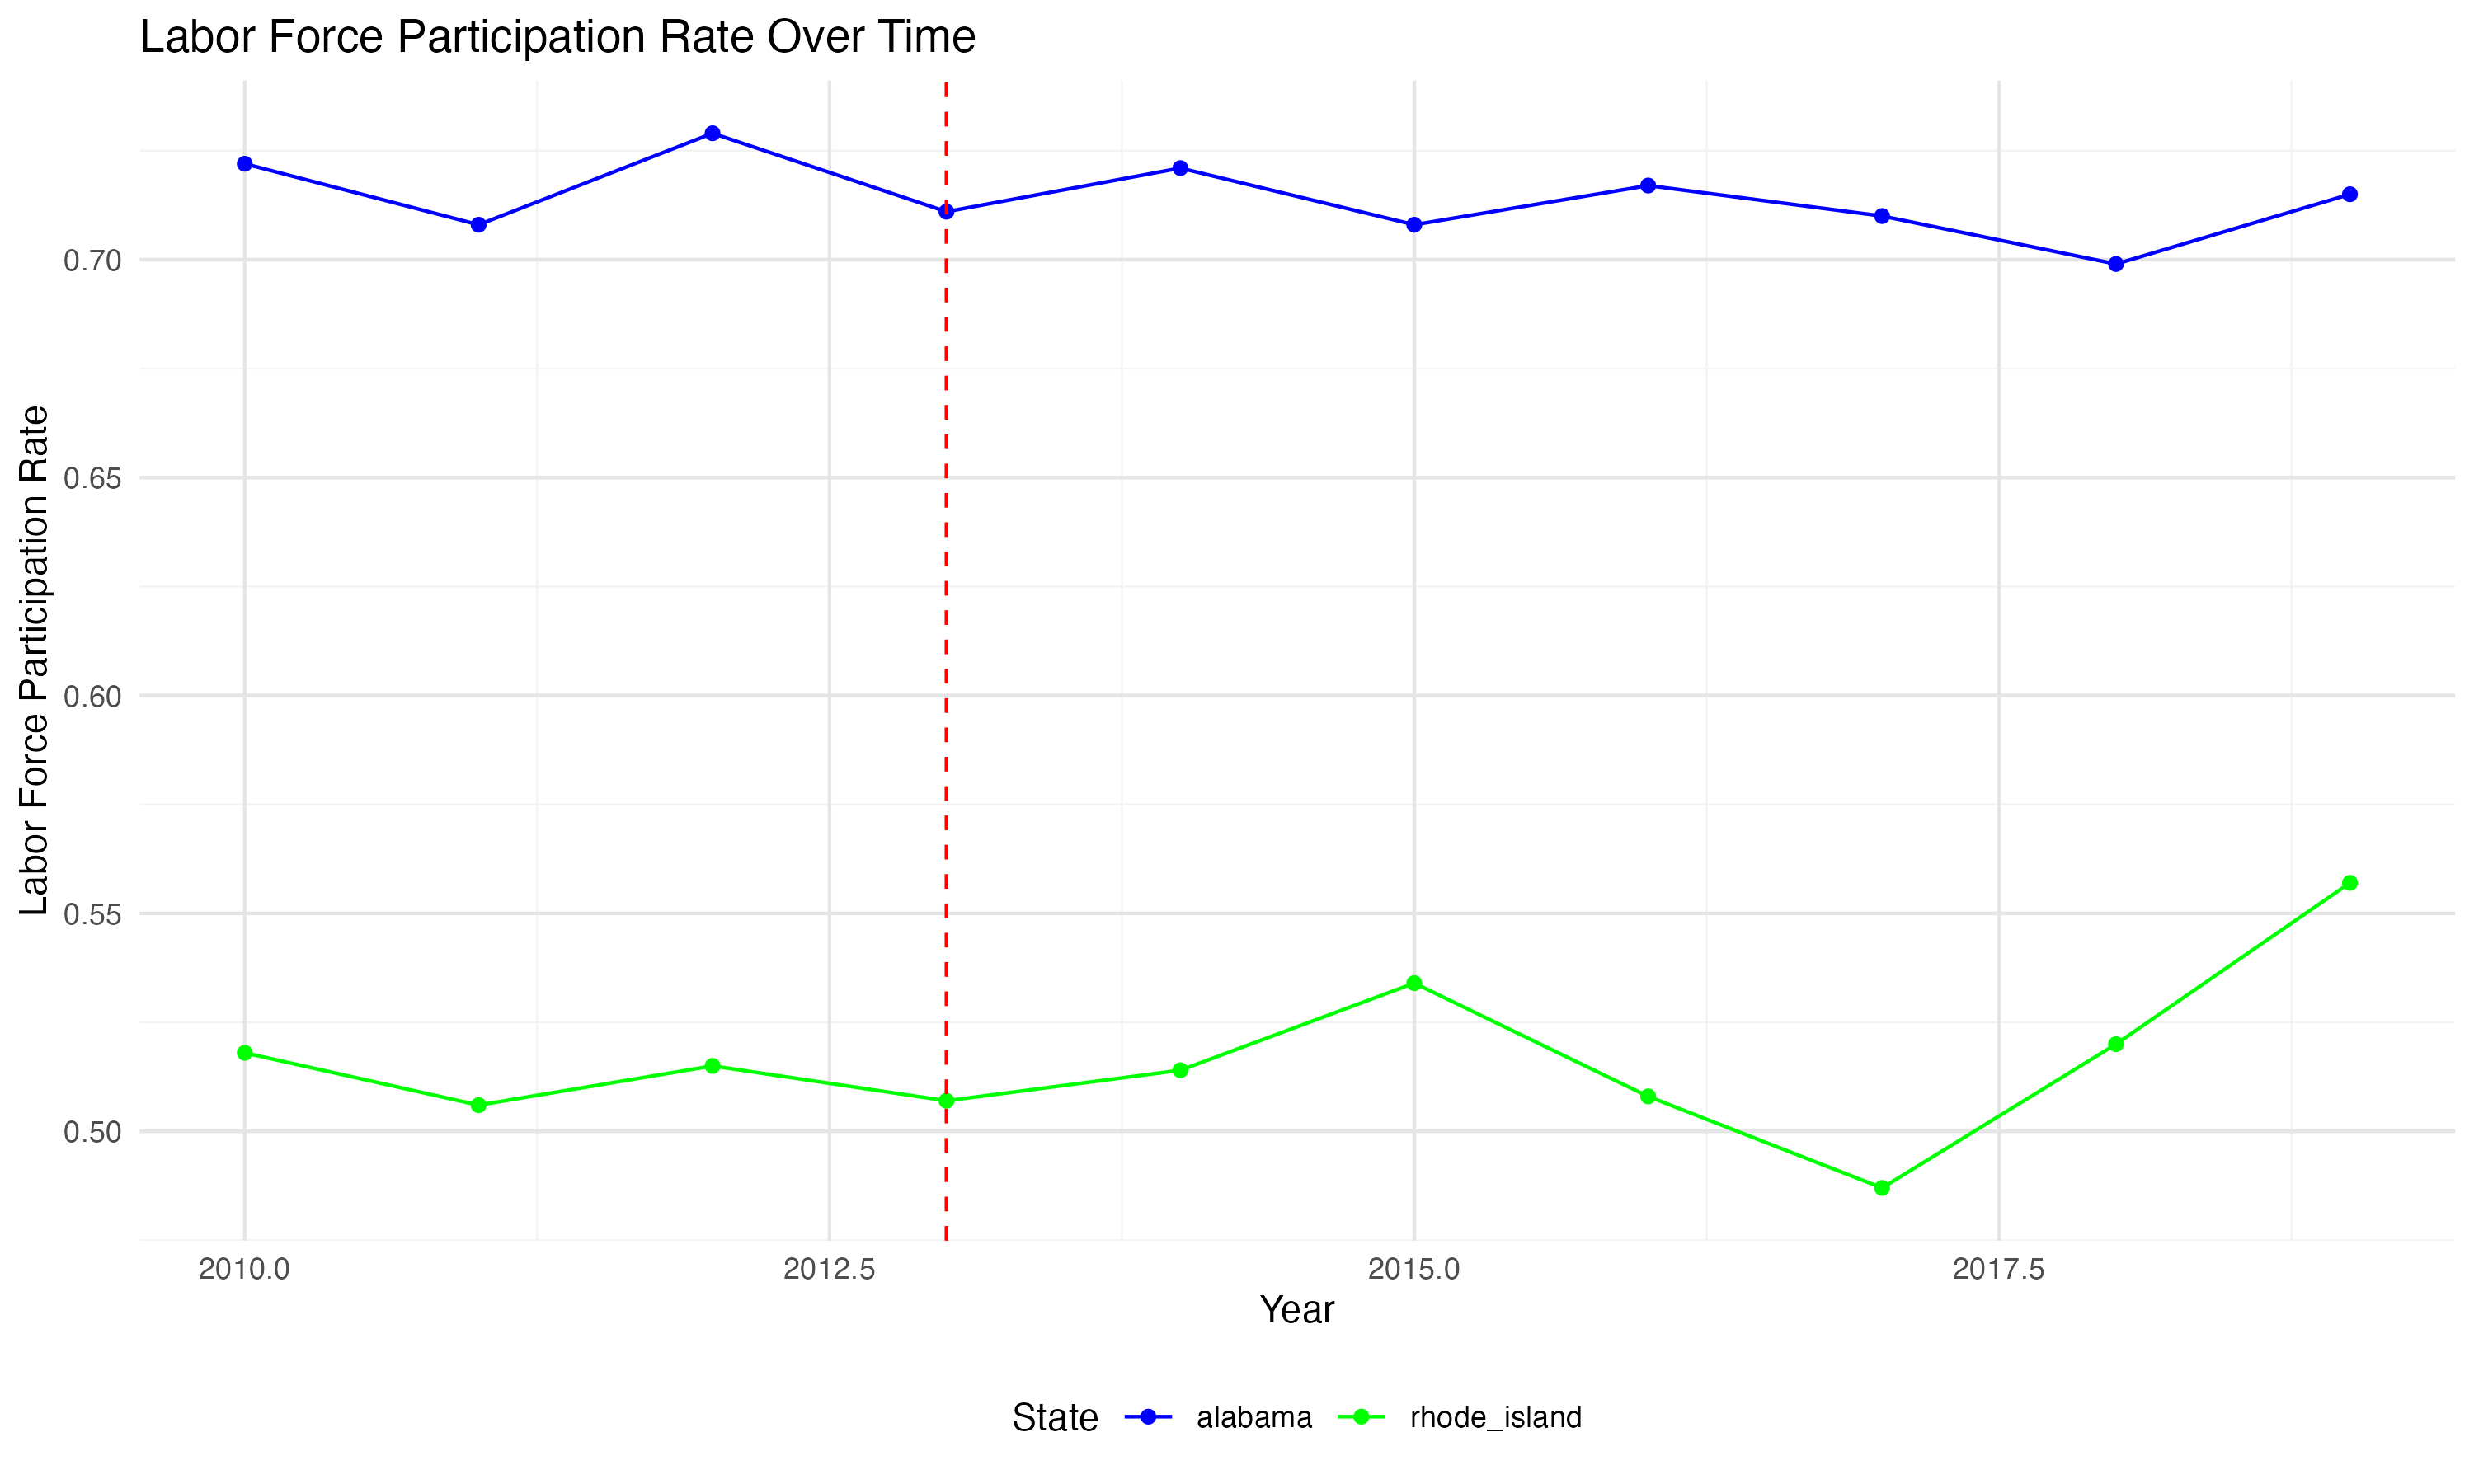 Labor Force Participation Rate Over Time
Labor Force Participation Rate
0.70
0.65
0.60
0.55
0.50
2010.0 2012.5 2015.0 2017.5
Year
State alabama rhode_island